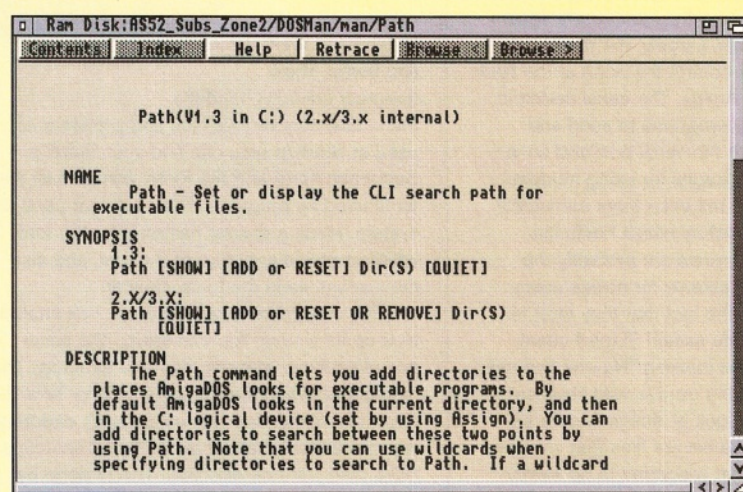 Ram Disk:AS52_Subs_Zone2/DOSMan/man/Path
Contents Index Help Retrace Browse < Browse >
Path(V1.3 in C:) (2.x/3.x internal)
NAME
Path - Set or display the CLI search path for
executable files.
SYNOPSIS
1.3:
Path [SHOW] [ADD or RESET] Dir(S) [QUIET]
2.X/3.X:
Path [SHOW] [ADD or RESET OR REMOVE] Dir(S)
[QUIET]
DESCRIPTION
The Path command lets you add directories to the
places AmigaDOS looks for executable programs. By
default AmigaDOS looks in the current directory, and then
in the C: logical device (set by using Assign). You can
add directories to search between these two points by
using Path. Note that you can use wildcards when
specifying directories to search to Path. If a wildcard